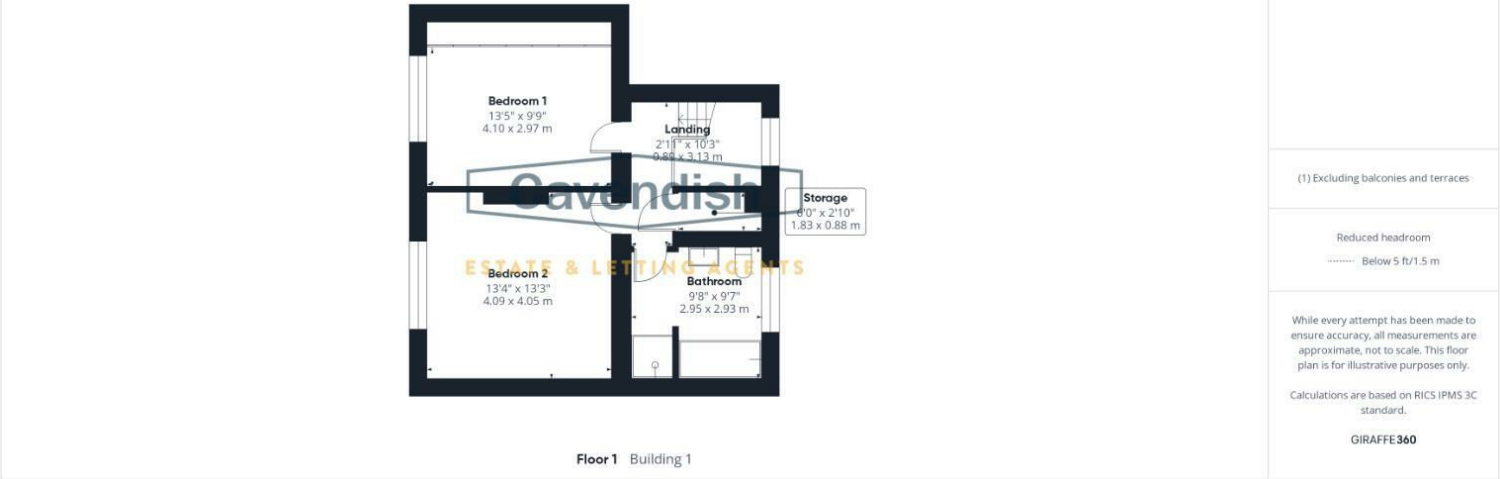 Bedroom 1
13'5" x 9'9"
4.10 x 2.97 m
Landing
2'11" x 10'3"
0.89 x 3.13 m
Cavendish
ESTATE & LETTING AGENTS
Storage
6'0" x 2'10"
1.83 x 0.88 m
Bedroom 2
13'4" x 13'3"
4.09 x 4.05 m
Bathroom
9'8" x 9'7"
2.95 x 2.93 m
Floor 1 Building 1
(1) Excluding balconies and terraces
Reduced headroom
Below 5 ft/1.5 m
While every attempt has been made to
ensure accuracy, all measurements are
approximate, not to scale. This floor
plan is for illustrative purposes only.
Calculations are based on RICS IPMS 3C
standard.
GIRAFFE360